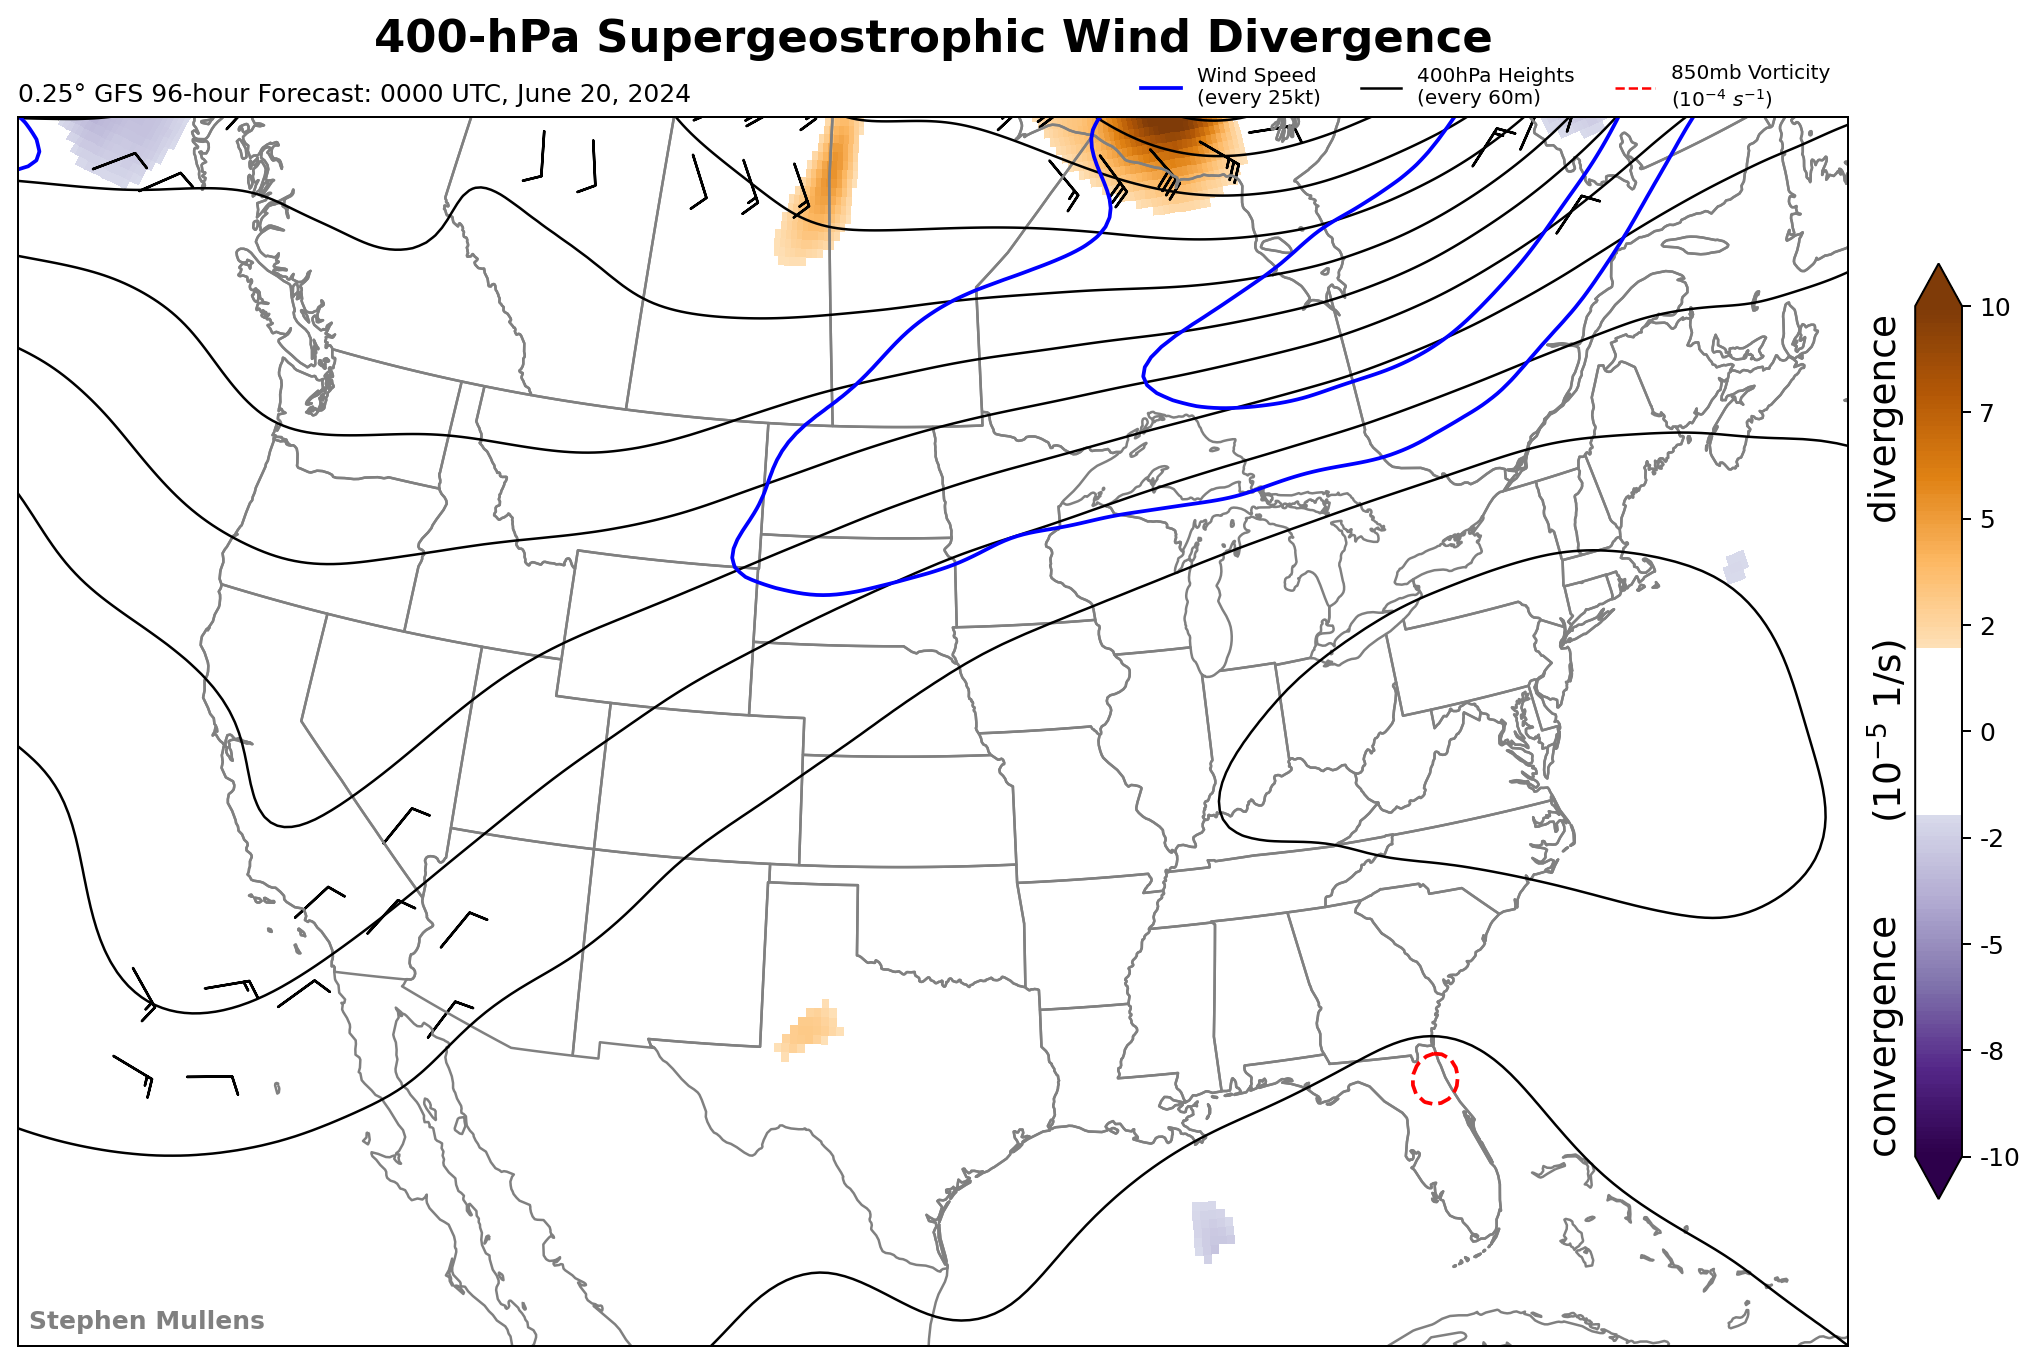 400-hPa Supergeostrophic Wind Divergence
0.25° GFS 96-hour Forecast: 0000 UTC, June 20, 2024
Wind Speed
(every 25kt)
400hPa Heights
(every 60m)
850mb Vorticity
(10⁻⁴ s⁻¹)
10
7
5
2
0
-2
-5
-8
-10
convergence (10⁻⁵ 1/s) divergence
Stephen Mullens